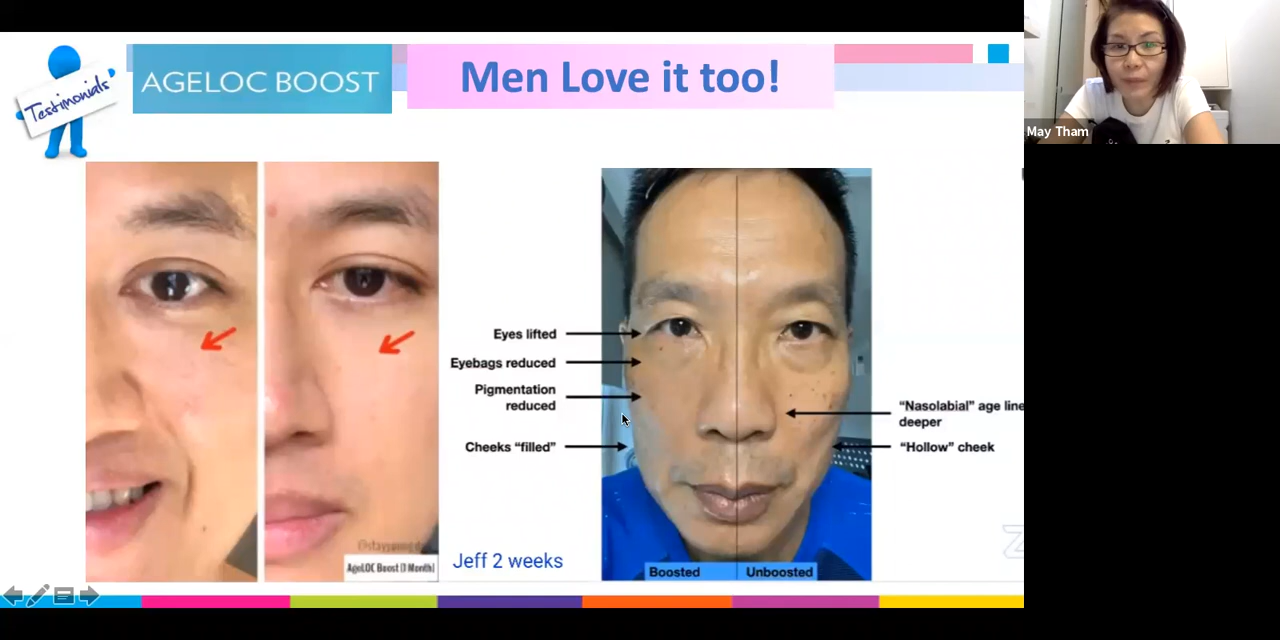 Testimonials
AGELOC BOOST
Men Love it too!
May Tham
Eyes lifted
Eyebags reduced
Pigmentation
reduced
Cheeks “filled”
“Nasolabial” age line
deeper
“Hollow” cheek
AgeLOC Boost (1 Month)
Jeff 2 weeks
Boosted
Unboosted